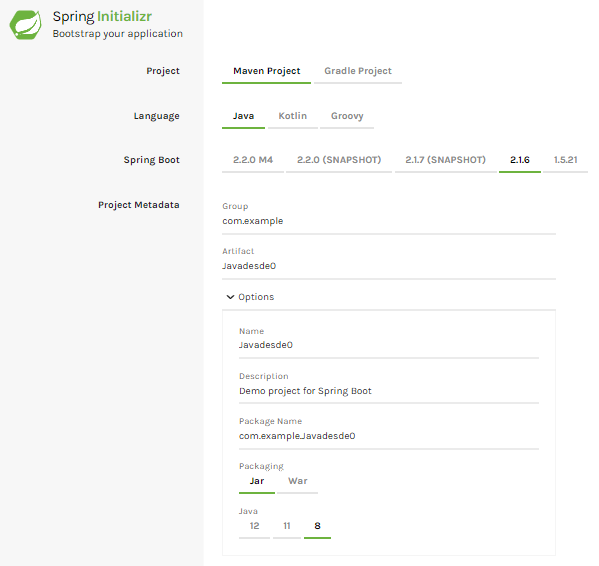 Spring Initializr
Bootstrap your application
Project
Maven Project Gradle Project
Language
Java Kotlin Groovy
Spring Boot
2.2.0 M4 2.2.0 (SNAPSHOT) 2.1.7 (SNAPSHOT) 2.1.6 1.5.21
Project Metadata
Group
com.example
Artifact
Javadesde0
Options
Name
Javadesde0
Description
Demo project for Spring Boot
Package Name
com.example.Javadesde0
Packaging
Jar War
Java
12 11 8